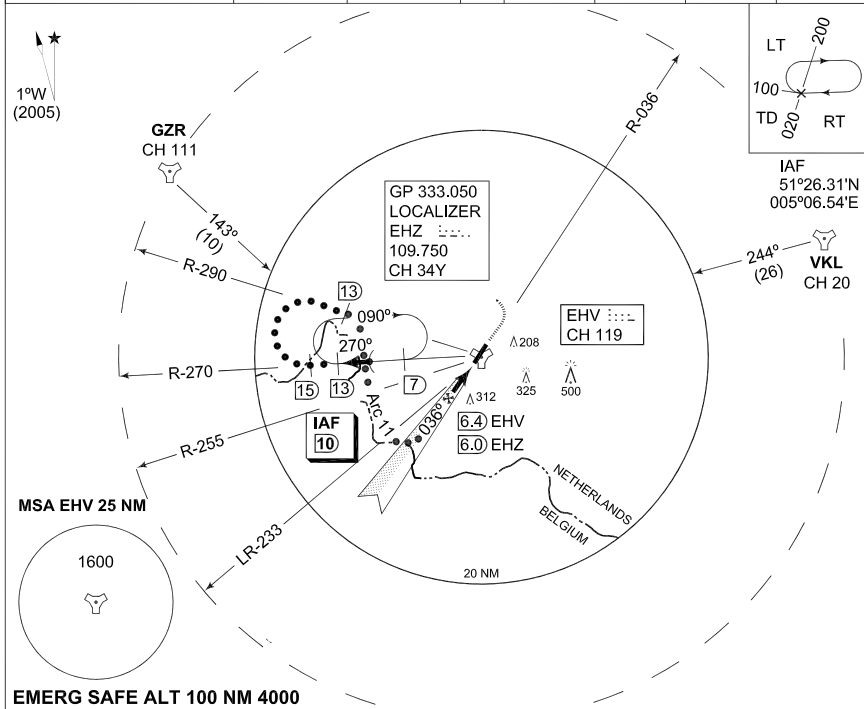 1ºW
(2005)
GZR
CH 111
143º
(10)
R-290
R-270
R-255
LR-233
R-036
GP 333.050
LOCALIZER
EHZ
109.750
CH 34Y
LT
200
100
TD
020
RT
IAF
51º26.31'N
005º06.54'E
244º
(26)
VKL
CH 20
EHV
CH 119
13
090º
270º
15
13
7
208
325
500
312
Arc 11
036º
IAF
10
6.4 EHV
6.0 EHZ
NETHERLANDS
BELGIUM
20 NM
MSA EHV 25 NM
1600
EMERG SAFE ALT 100 NM 4000